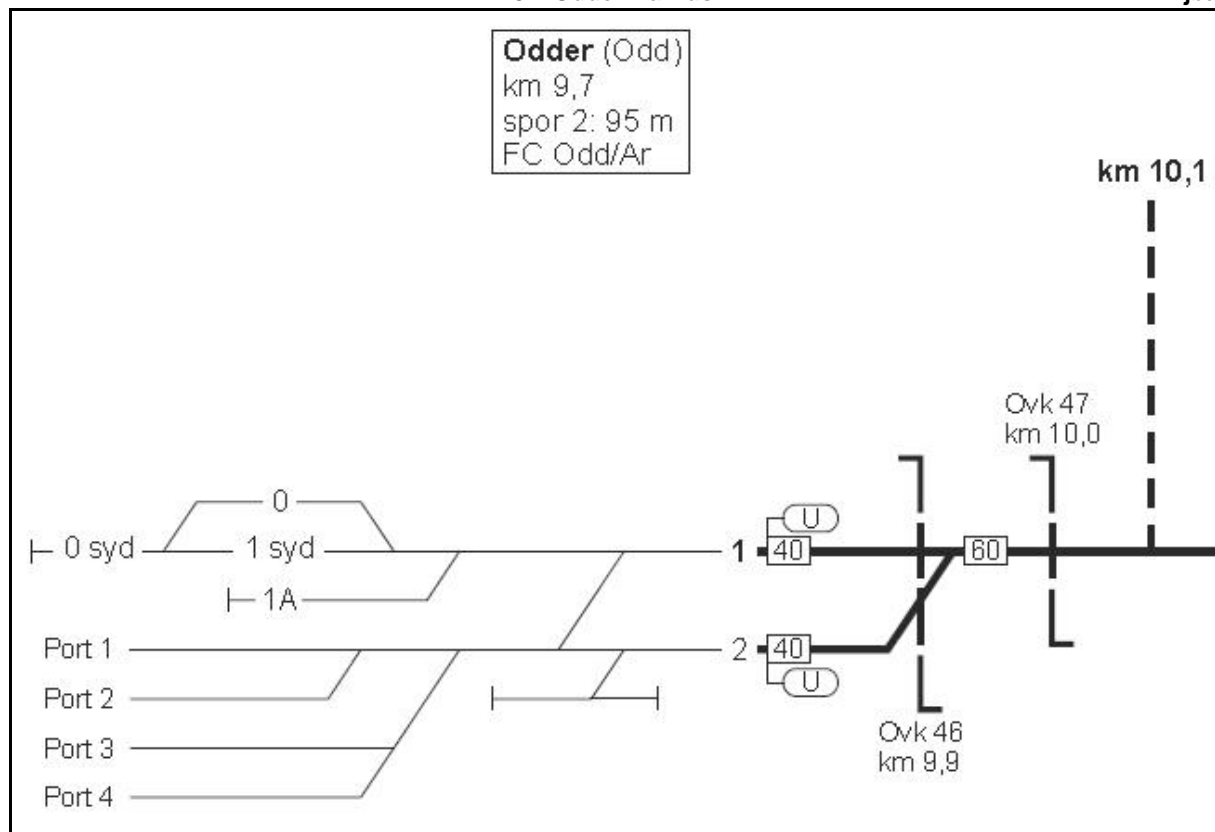 Odder (Odd)
km 9,7
spor 2: 95 m
FC Odd/Ar
km 10,1
Ovk 47
km 10,0
0
U
0 syd
1 syd
1
40
60
1A
Port 1
2
40
U
Port 2
Ovk 46
km 9,9
Port 3
Port 4